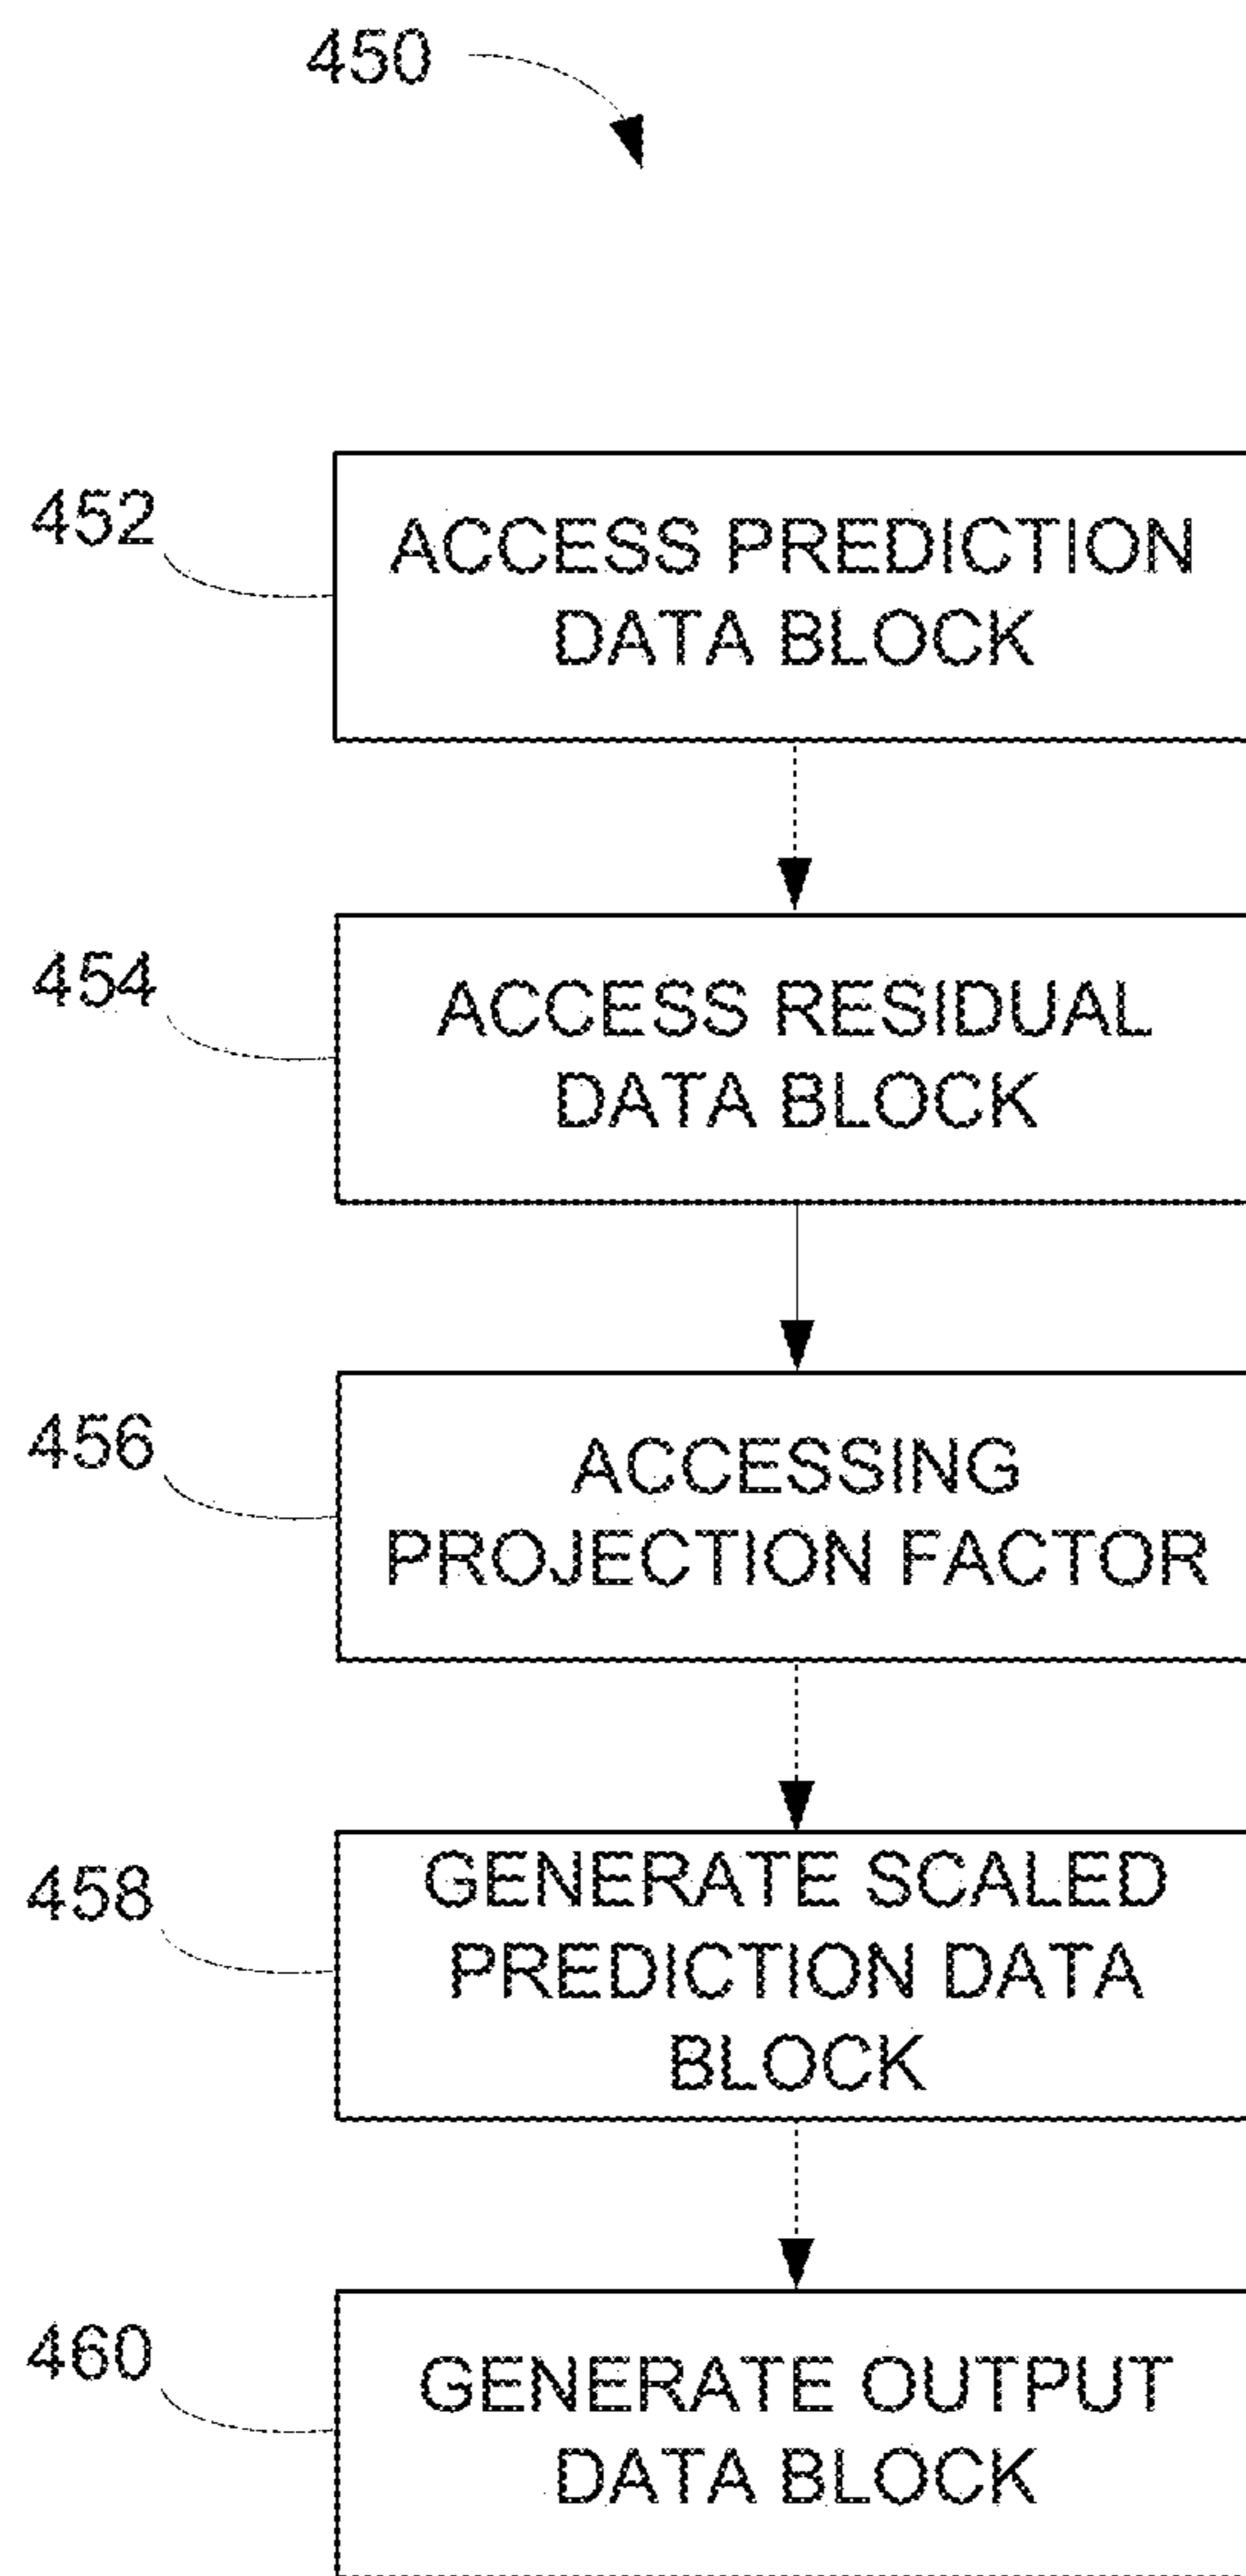 450
452
ACCESS PREDICTION
DATA BLOCK
454
ACCESS RESIDUAL
DATA BLOCK
456
ACCESSING
PROJECTION FACTOR
458
GENERATE SCALED
PREDICTION DATA
BLOCK
460
GENERATE OUTPUT
DATA BLOCK